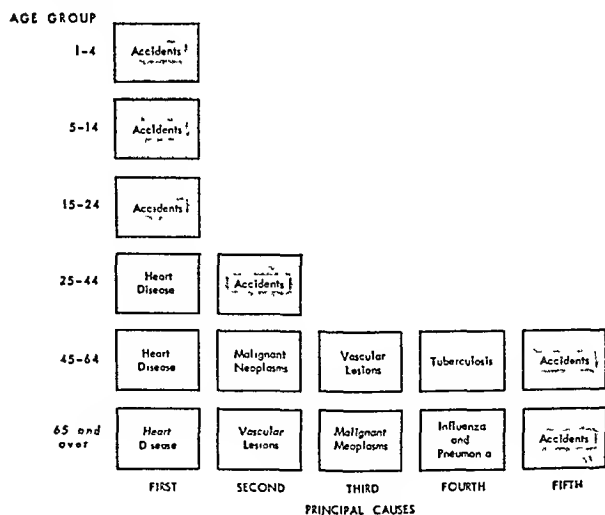 AGE GROUP
1-4 Accidents
5-14 Accidents
15-24 Accidents
25-44 Heart Disease Accidents
45-64 Heart Disease Malignant Neoplasms Vascular Lesions Tuberculosis Accidents
65 and over Heart Disease Vascular Lesions Malignant Meoplasms Influenza and Pneumon a Accidents
FIRST SECOND THIRD FOURTH FIFTH
PRINCIPAL CAUSES